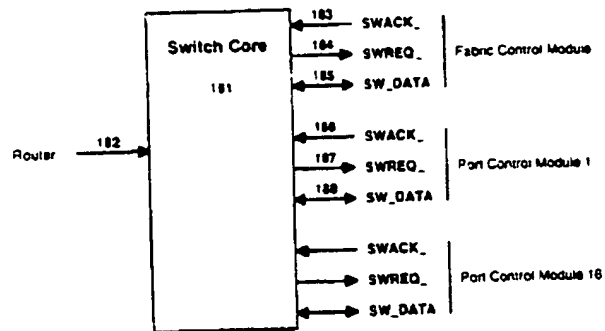 Switch Core
181
Router
182
183
SWACK_
184
SWREQ_
185
SW_DATA
Fabric Control Module
186
SWACK_
187
SWREQ_
188
SW_DATA
Port Control Module 1
SWACK_
SWREQ_
SW_DATA
Port Control Module 16